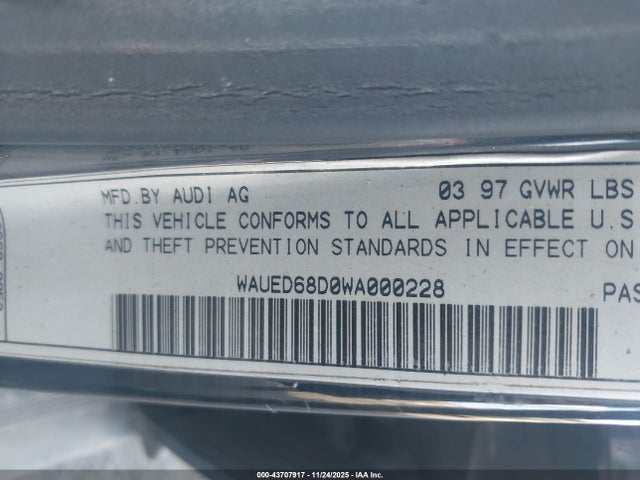 MFD.BY AUDI AG 03 97 GVWR LBS
THIS VEHICLE CONFORMS TO ALL APPLICABLE U.S
AND THEFT PREVENTION STANDARDS IN EFFECT ON
WAUED68D0WA000228
PAS
000-43707917 - 11/24/2025 - IAA Inc.